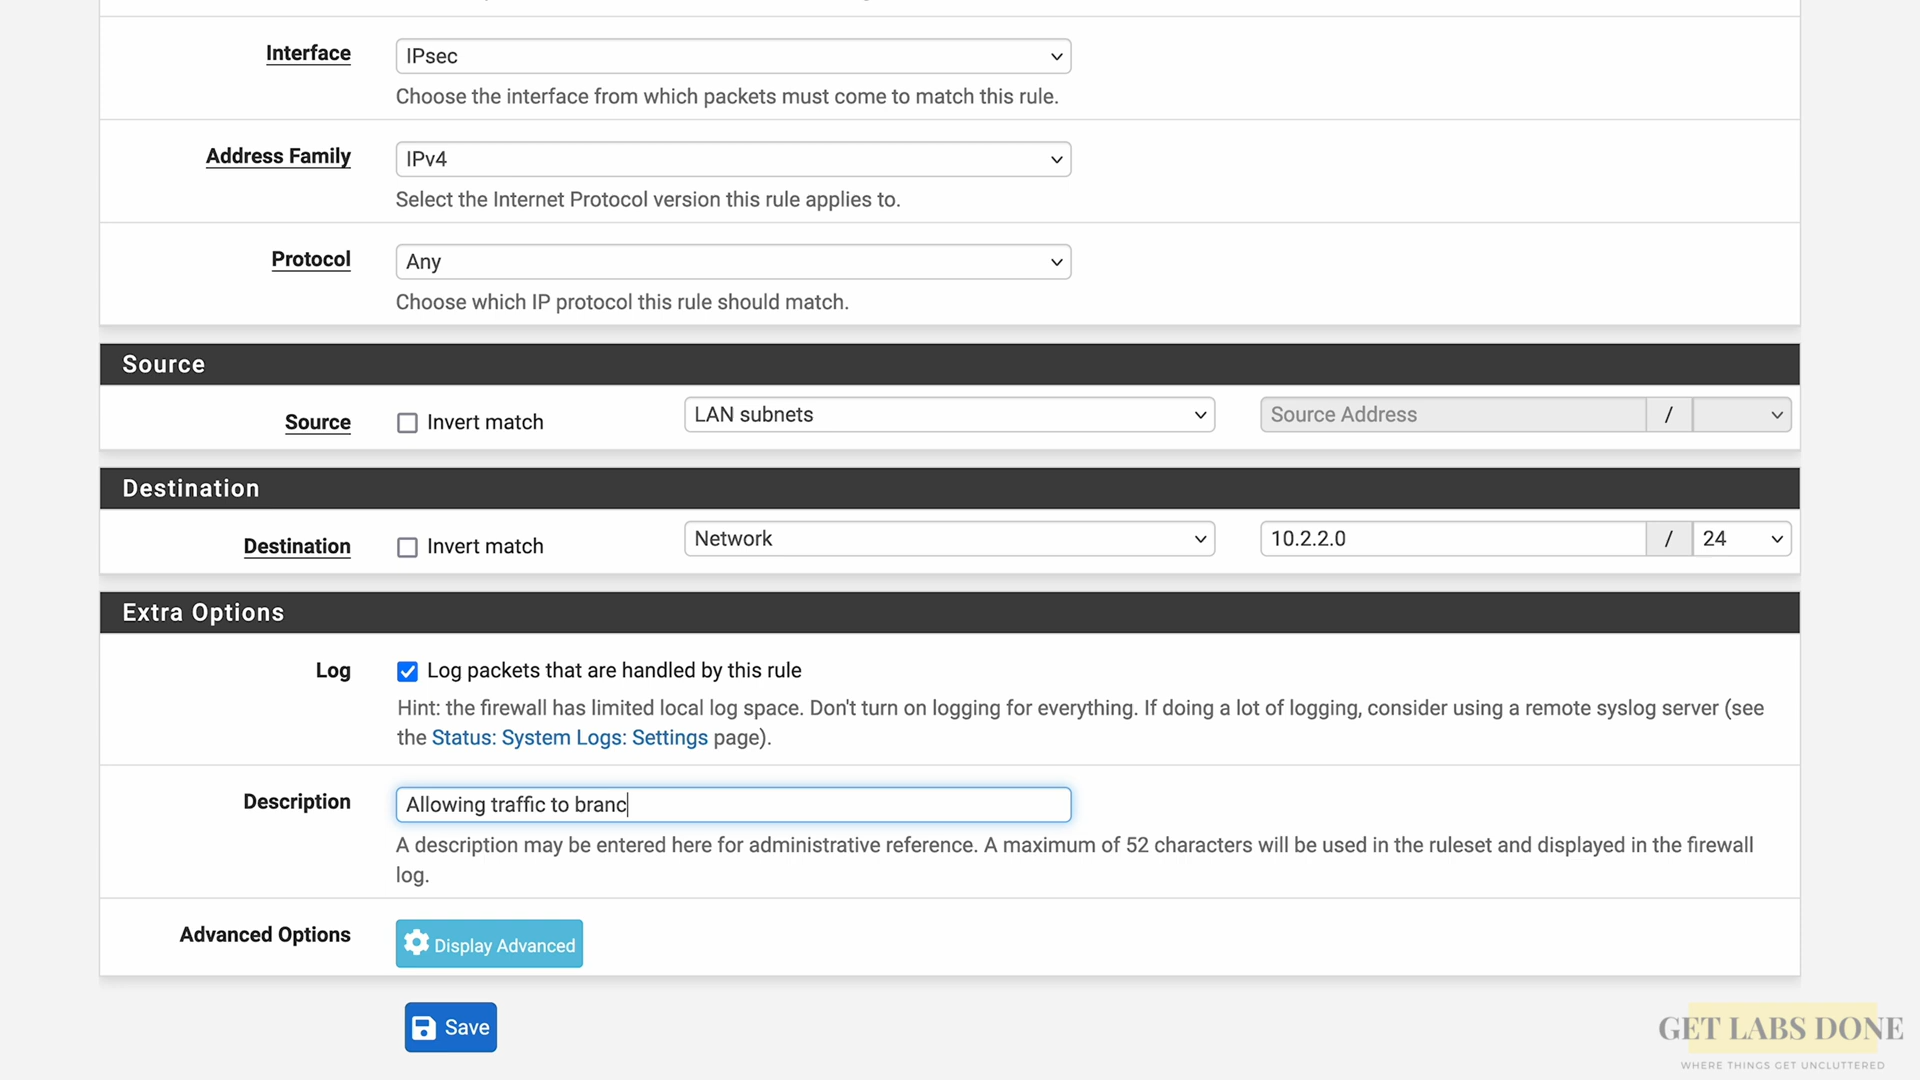 Interface
IPsec
Choose the interface from which packets must come to match this rule.
Address Family
IPv4
Select the Internet Protocol version this rule applies to.
Protocol
Any
Choose which IP protocol this rule should match.
Source
Source
Invert match
LAN subnets
Source Address
/
Destination
Destination
Invert match
Network
10.2.2.0
/
24
Extra Options
Log
Log packets that are handled by this rule
Hint: the firewall has limited local log space. Don't turn on logging for everything. If doing a lot of logging, consider using a remote syslog server (see
the Status: System Logs: Settings page).
Description
Allowing traffic to branc
A description may be entered here for administrative reference. A maximum of 52 characters will be used in the ruleset and displayed in the firewall
log.
Advanced Options
Display Advanced
Save
GET LABS DONE
WHERE THINGS GET UNCLUTTERED